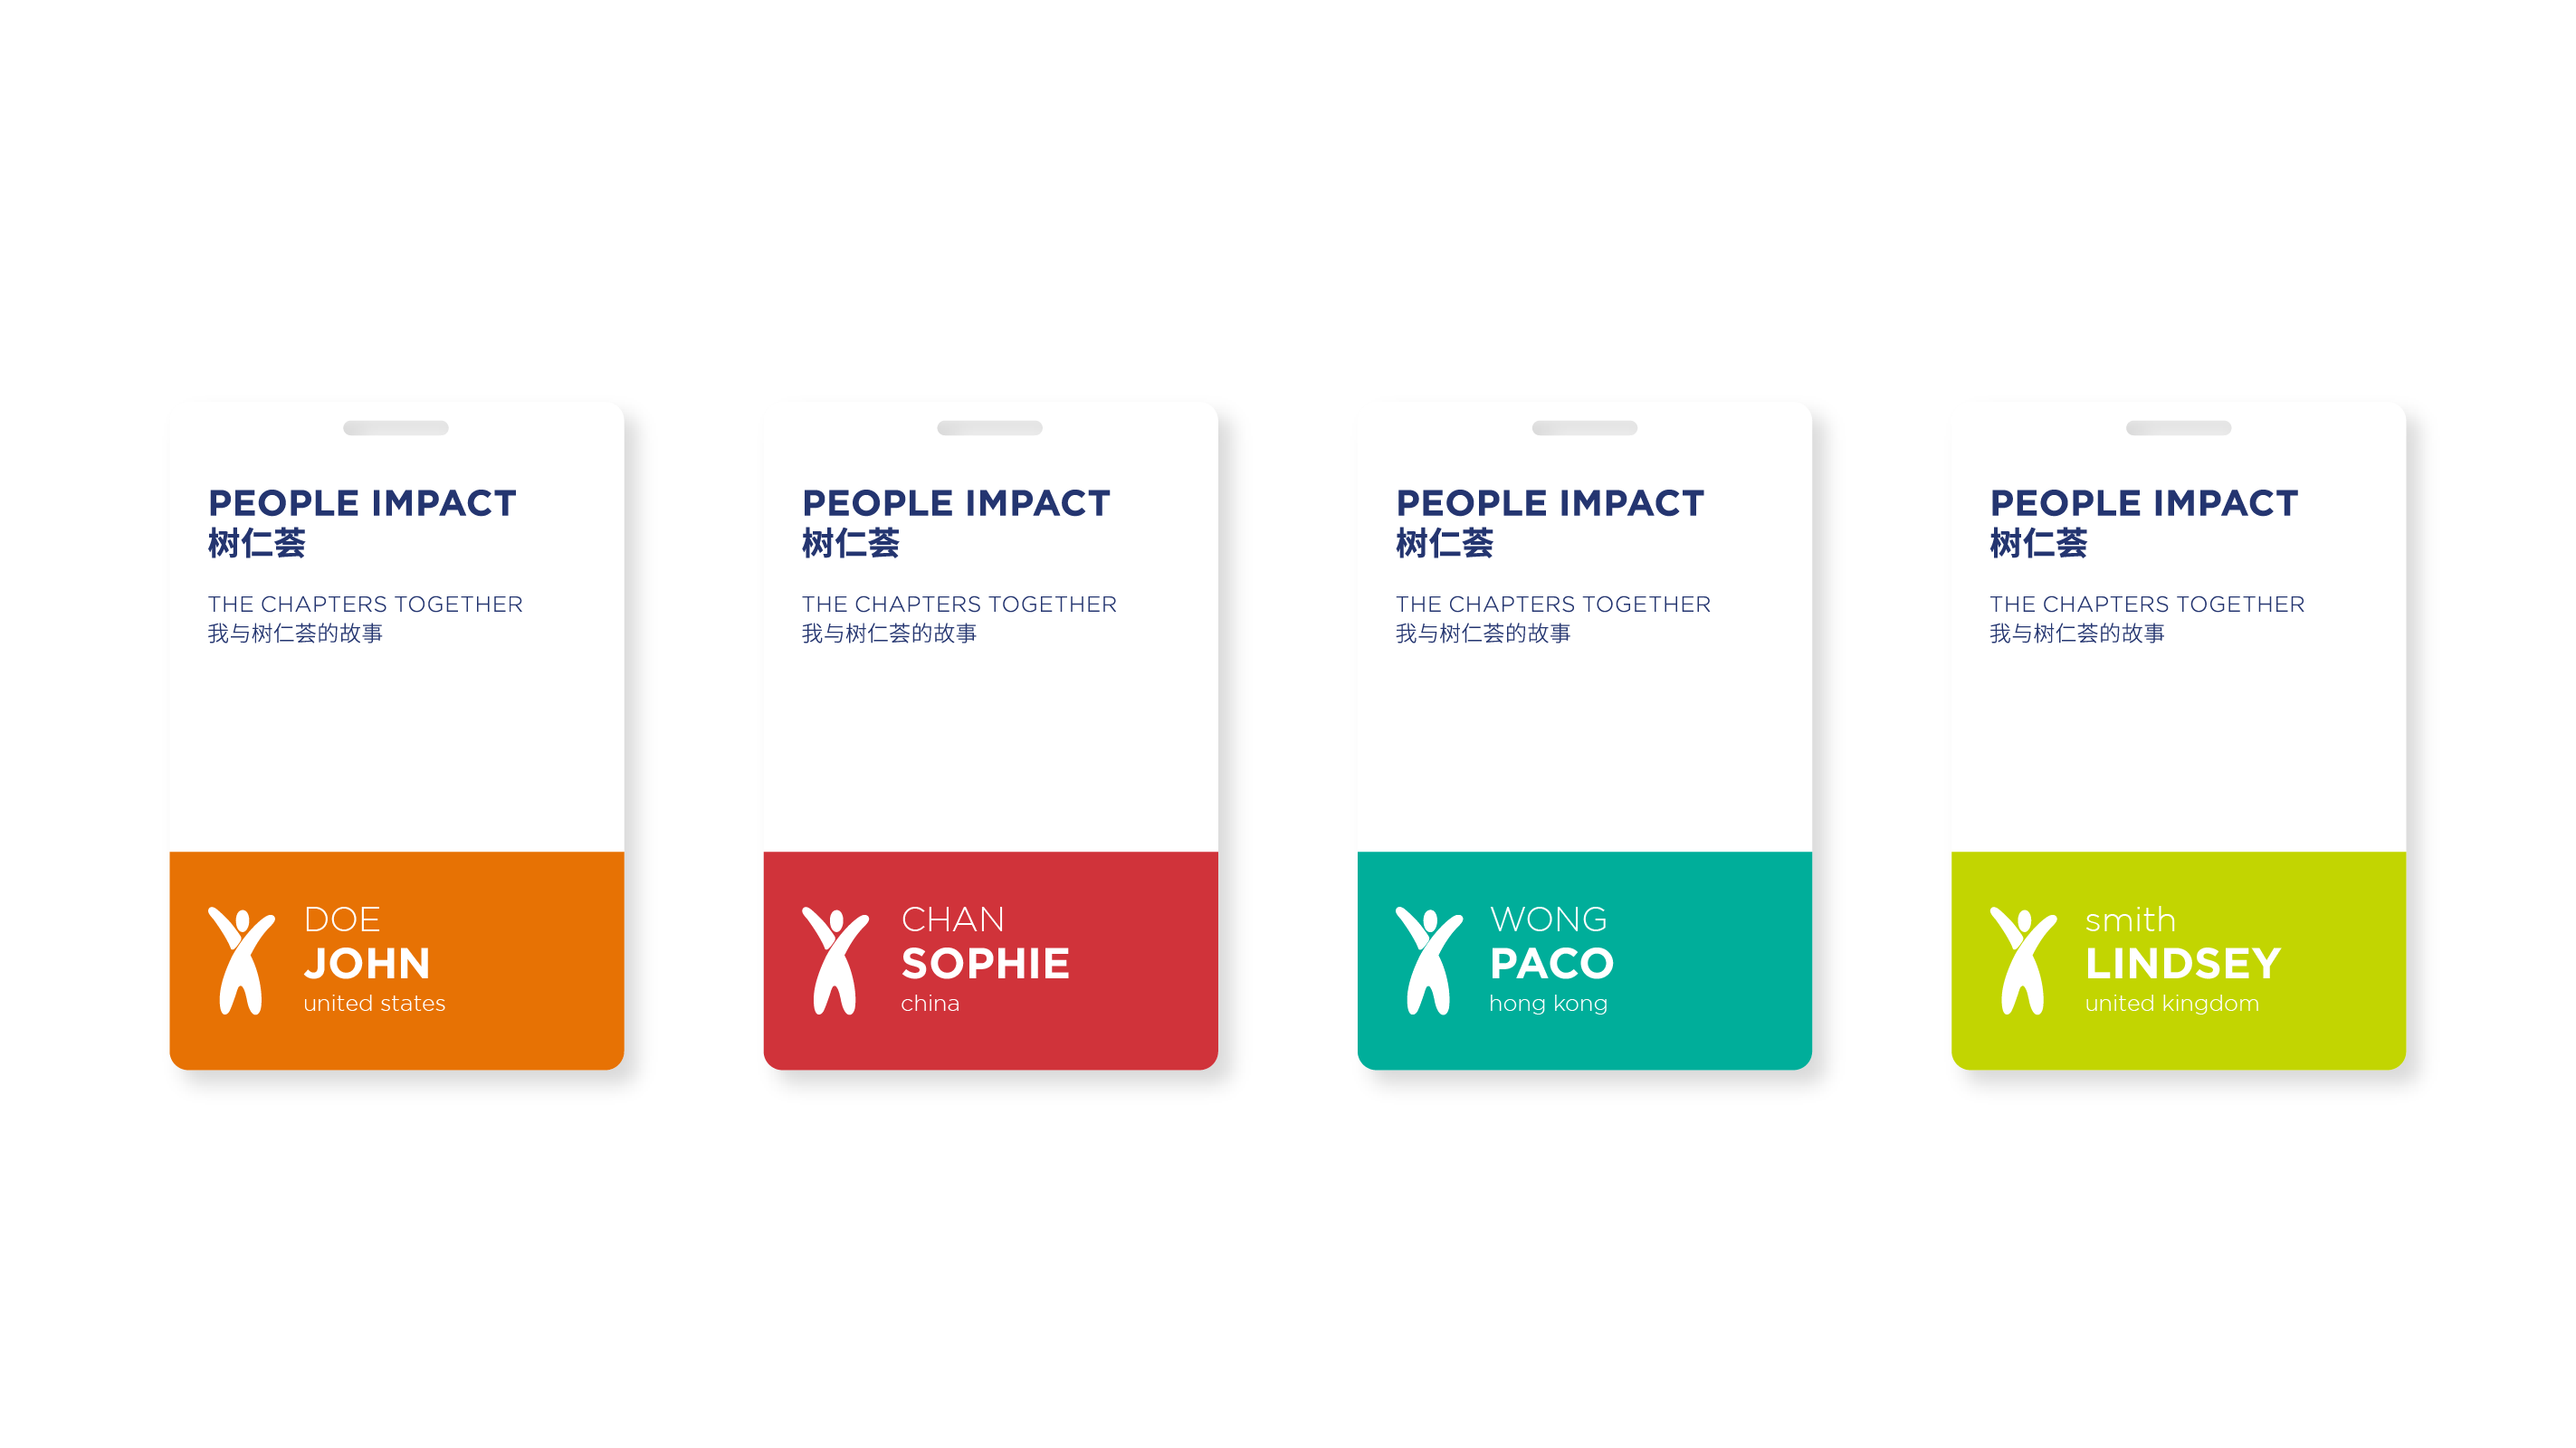 PEOPLE IMPACT
树仁荟
THE CHAPTERS TOGETHER
我与树仁荟的故事
DOE
JOHN
united states
PEOPLE IMPACT
树仁荟
THE CHAPTERS TOGETHER
我与树仁荟的故事
CHAN
SOPHIE
china
PEOPLE IMPACT
树仁荟
THE CHAPTERS TOGETHER
我与树仁荟的故事
WONG
PACO
hong kong
PEOPLE IMPACT
树仁荟
THE CHAPTERS TOGETHER
我与树仁荟的故事
smith
LINDSEY
united kingdom